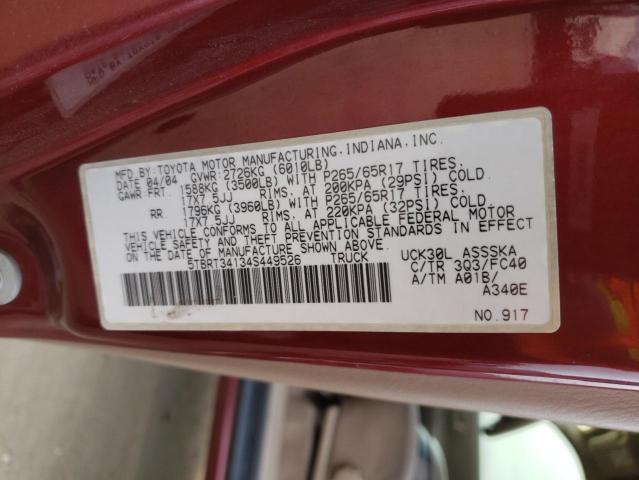 MFD. BY:TOYOTA MOTOR MANUFACTURING,INDIANA,INC.
DATE 04/04 GVWR:2726KG (6010LB)
GAWR:FRT. 1588KG (3500LB) WITH P265/65R17 TIRES,
17X7.5JJ RIMS, AT 200KPA (29PSI) COLD.
RR. 1796KG (3960LB) WITH P265/65R17 TIRES,
17X7.5JJ RIMS, AT 220KPA (32PSI) COLD.
THIS VEHICLE CONFORMS TO ALL APPLICABLE FEDERAL MOTOR
VEHICLE SAFETY AND THEFT PREVENTION STANDARDS IN EFFECT
ON THE DATE OF MANUFACTURE SHOWN ABOVE.
5TBRT34134S449526 TRUCK
UCK30L ASSSKA
C/TR 3Q3/FC40
A/TM A01B/
A340E
NO.917